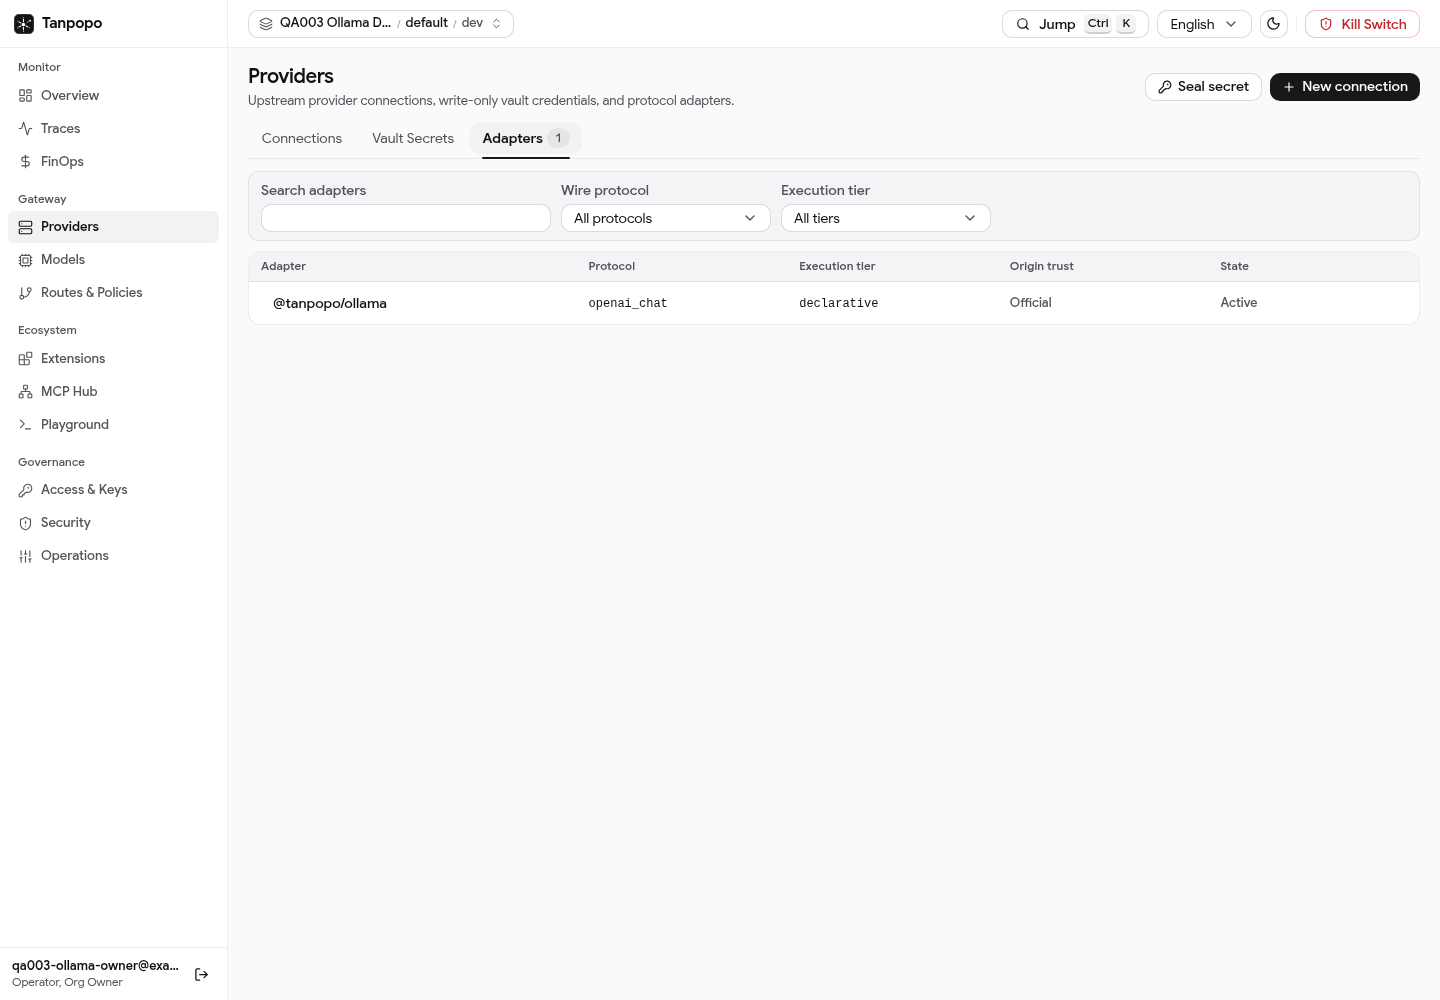 Tanpopo
QA003 Ollama D... / default / dev
Jump Ctrl K
English
Kill Switch
Monitor
Overview
Traces
FinOps
Gateway
Providers
Models
Routes & Policies
Ecosystem
Extensions
MCP Hub
Playground
Governance
Access & Keys
Security
Operations
qa003-ollama-owner@exa...
Operator, Org Owner
Providers
Upstream provider connections, write-only vault credentials, and protocol adapters.
Seal secret
New connection
Connections Vault Secrets Adapters 1
Search adapters Wire protocol Execution tier
All protocols All tiers
Adapter Protocol Execution tier Origin trust State
@tanpopo/ollama openai_chat declarative Official Active